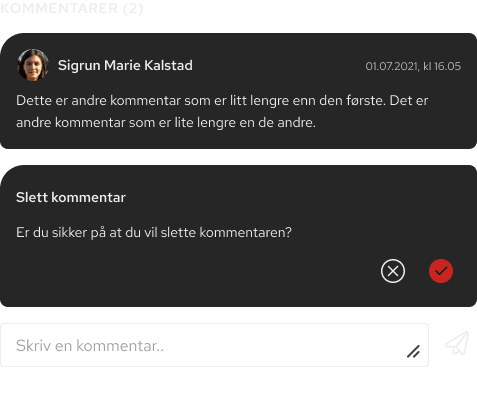 KOMMENTARER (2)
Sigrun Marie Kalstad
01.07.2021, kl 16.05
Dette er andre kommentar som er litt lengre enn den første. Det er
andre kommentar som er lite lengre en de andre.
Slett kommentar
Er du sikker på at du vil slette kommentaren?
Skriv en kommentar..